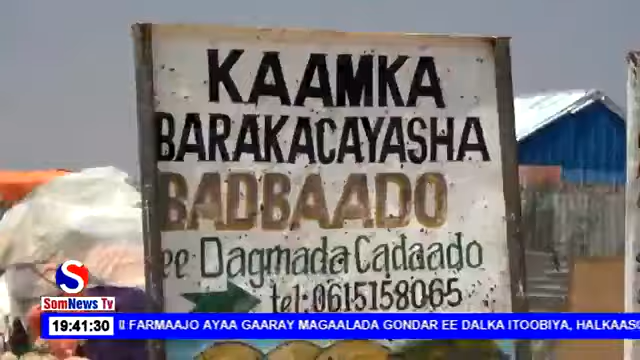 KAAMKA
BARAKACAYASHA
BADBAADO
ee Dagmada Cadaado
tel:0615158065
S
SomNews Tv
19:41:30
FARMAAJO AYAA GAARAY MAGAALADA GONDAR EE DALKA ITOOBIYA, HALKAAS